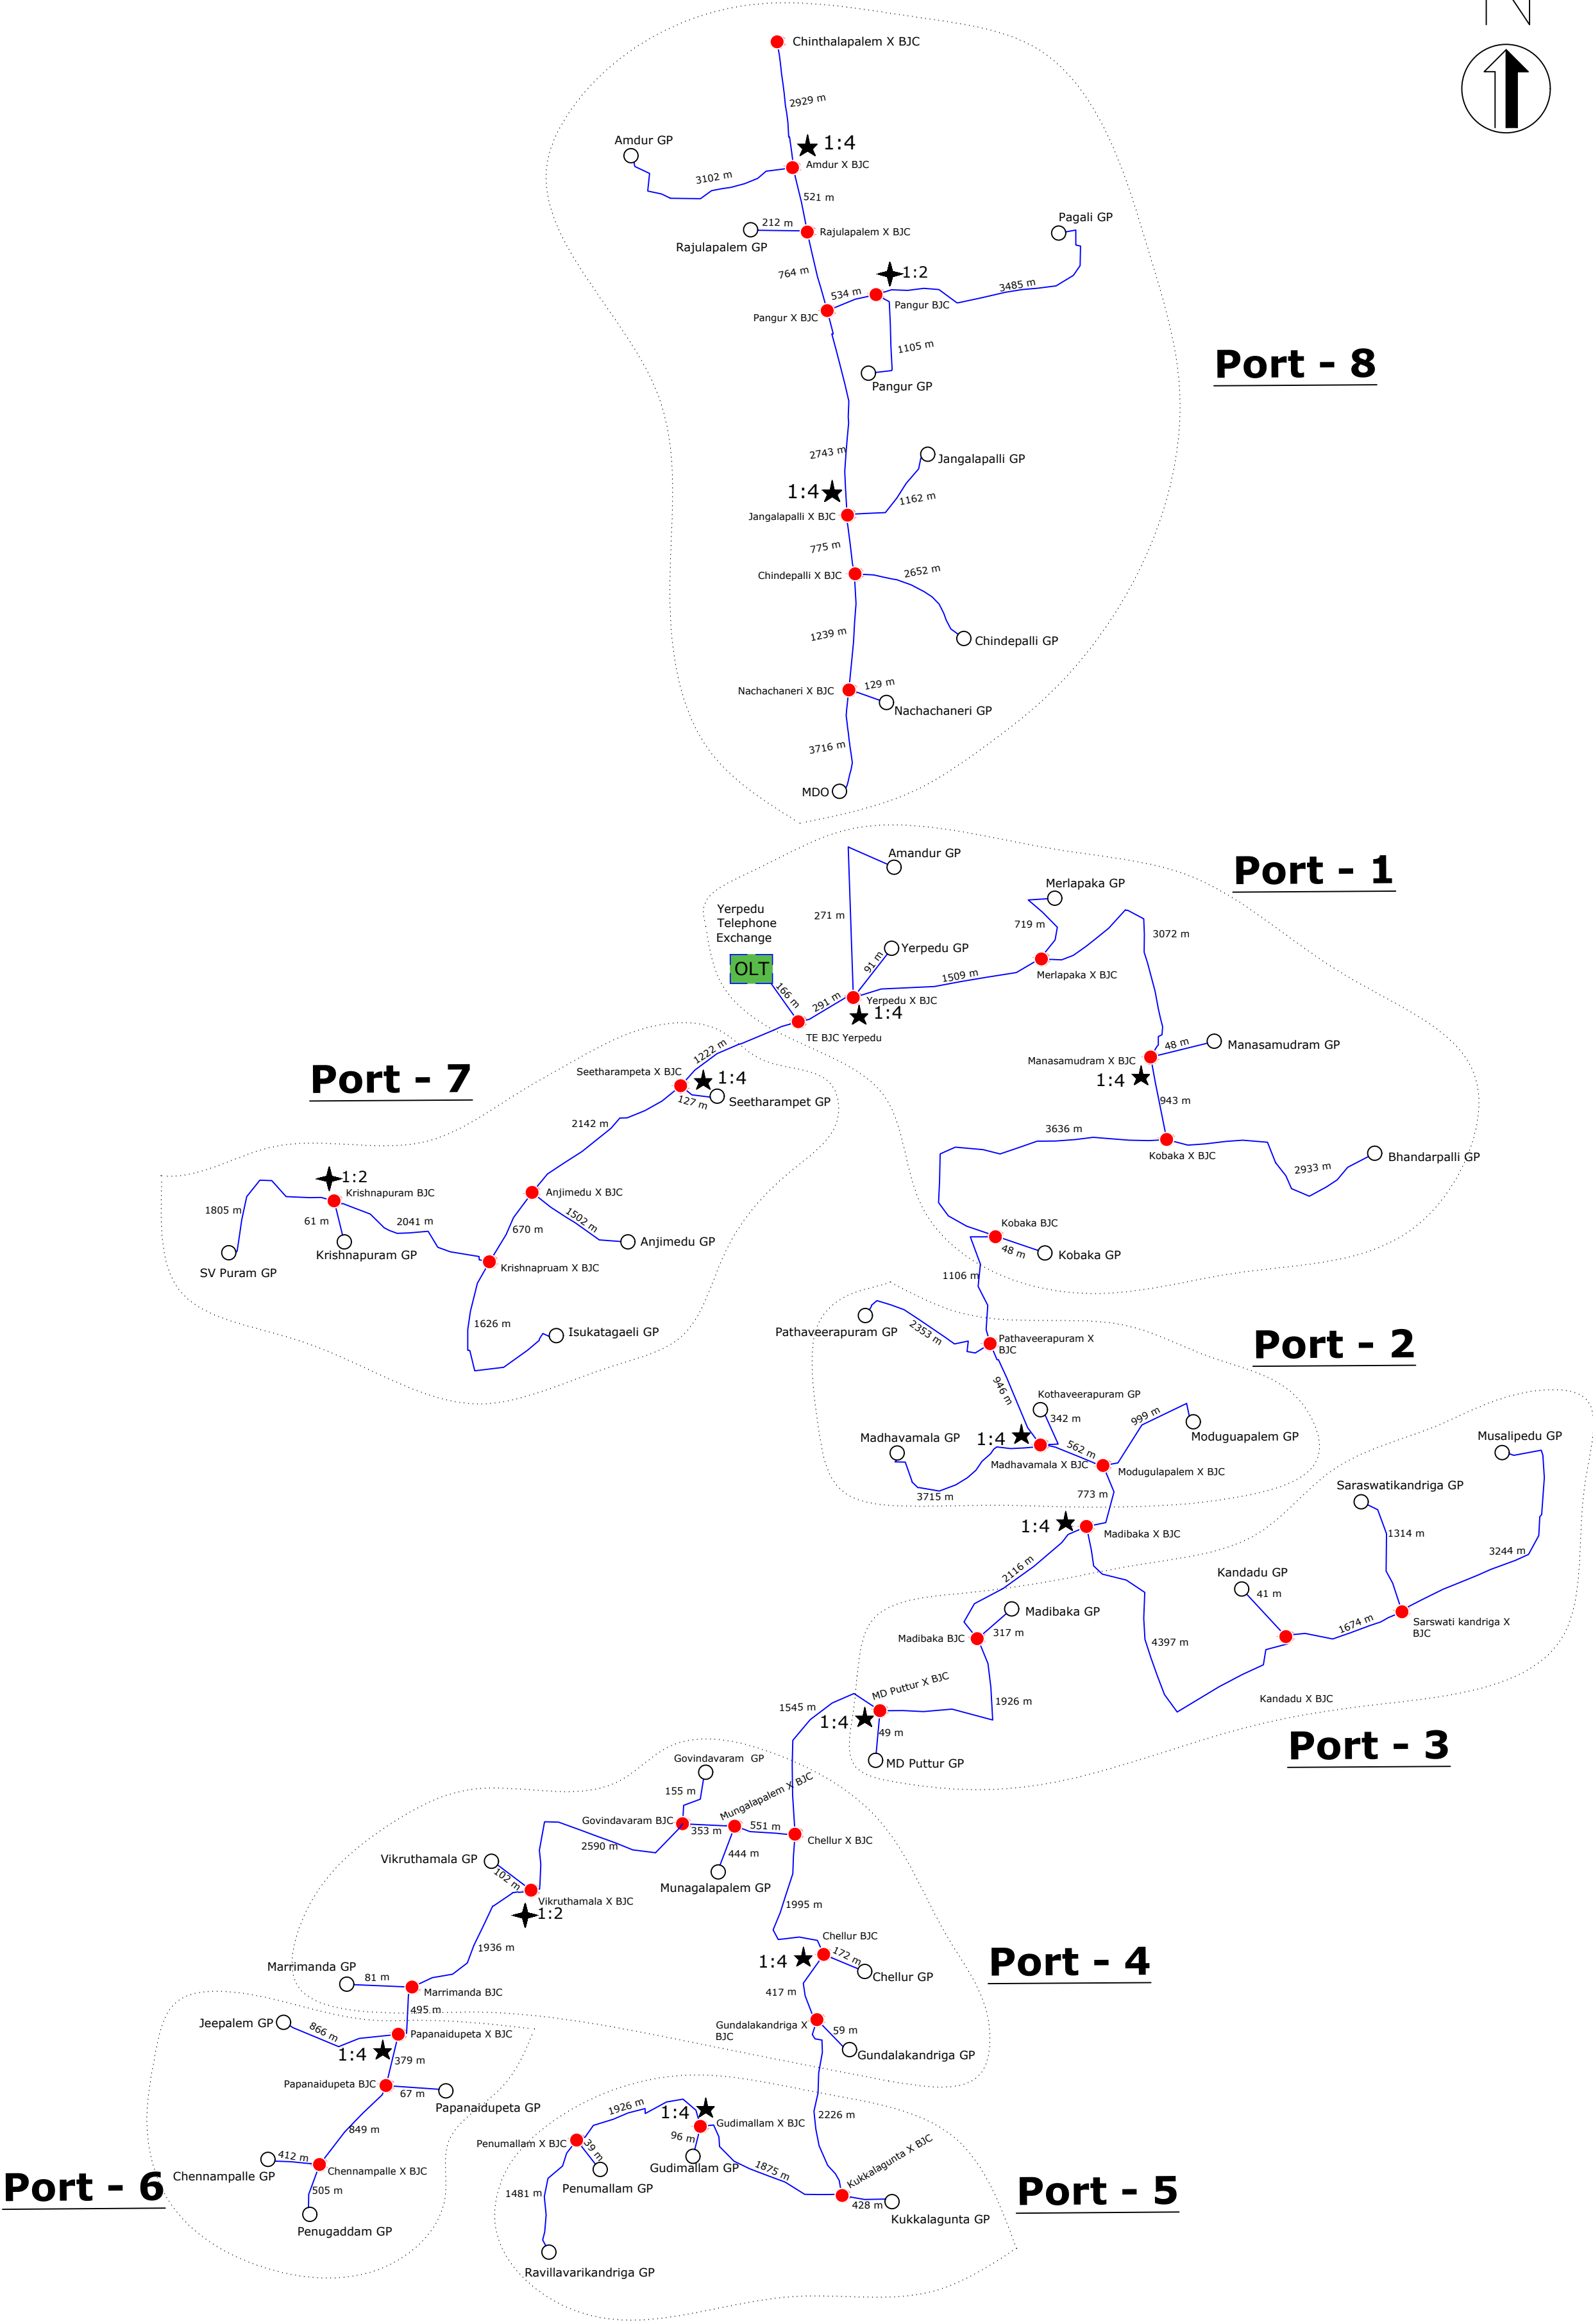 N
Chinthalapalem X BJC
2929 m
Amdur GP
1:4
Amdur X BJC
3102 m
521 m
Pagali GP
212 m
Rajulapalem X BJC
Rajulapalem GP
764 m
1:2
534 m
3485 m
Pangur BJC
Pangur X BJC
1105 m
Port - 8
Pangur GP
2743 m
Jangalapalli GP
1:4
1162 m
Jangalapalli X BJC
775 m
2652 m
Chindepalli X BJC
1239 m
Chindepalli GP
129 m
Nachachaneri X BJC
Nachachaneri GP
3716 m
MDO
Amandur GP
Port - 1
Merlapaka GP
Yerpedu
Telephone
Exchange
271 m
719 m
3072 m
Yerpedu GP
OLT
91 m
1509 m
Merlapaka X BJC
166 m
291 m
Yerpedu X BJC
1:4
TE BJC Yerpedu
48 m
Manasamudram GP
1222 m
Manasamudram X BJC
Port - 7
Seetharampeta X BJC
1:4
1:4
127 m
Seetharampet GP
943 m
2142 m
3636 m
Kobaka X BJC
Bhandarpalli GP
2933 m
1:2
Krishnapuram BJC
Anjimedu X BJC
1805 m
61 m
2041 m
670 m
1502 m
Kobaka BJC
Anjimedu GP
48 m
Kobaka GP
Krishnapuram GP
SV Puram GP
Krishnapruam X BJC
1106 m
1626 m
Isukatagaeli GP
Pathaveerapuram GP
2353 m
Pathaveerapuram X
BJC
Port - 2
946 m
Kothaveerapuram GP
342 m
999 m
Madhavamala GP
1:4
562 m
Moduguapalem GP
Musalipedu GP
Madhavamala X BJC
Modugulapalem X BJC
3715 m
773 m
Saraswatikandriga GP
1:4
Madibaka X BJC
1314 m
3244 m
2116 m
Kandadu GP
41 m
Madibaka GP
1674 m
Sarswati kandriga X
BJC
Madibaka BJC
317 m
4397 m
MD Puttur X BJC
1545 m
1926 m
Kandadu X BJC
1:4
49 m
Port - 3
MD Puttur GP
Govindavaram  GP
155 m
Mungalapalem X BJC
Govindavaram BJC
353 m
551 m
Chellur X BJC
2590 m
444 m
Vikruthamala GP
102 m
Munagalapalem GP
Vikruthamala X BJC
1995 m
1:2
Chellur BJC
1936 m
1:4
172 m
Port - 4
Marrimanda GP
81 m
Chellur GP
Marrimanda BJC
417 m
495 m
Jeepalem GP
866 m
Papanaidupeta X BJC
Gundalakandriga X
BJC
59 m
1:4
379 m
Gundalakandriga GP
Papanaidupeta BJC
67 m
Papanaidupeta GP
1926 m
1:4
Gudimallam X BJC
2226 m
849 m
96 m
Penumallam X BJC
39 m
Kukkalagunta X BJC
412 m
Chennampalle X BJC
Gudimallam GP
1875 m
Chennampalle GP
Port - 6
505 m
Penumallam GP
1481 m
428 m
Port - 5
Kukkalagunta GP
Penugaddam GP
Ravillavarikandriga GP